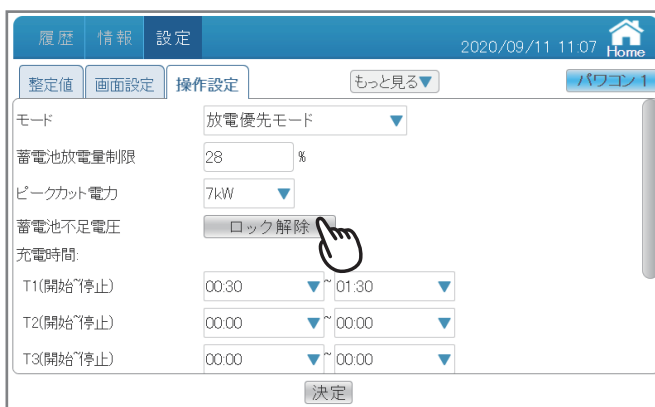 履歴 情報 設定 2020/09/11 11:07 Home
整定値 画面設定 操作設定 もっと見る▼ パワコン 1
モード 放電優先モード ▼
蓄電池放電量制限 28 %
ピークカット電力 7kW ▼
蓄電池不足電圧 ロック解除
充電時間:
T1(開始~停止) 00:30 ▼ ~ 01:30 ▼
T2(開始~停止) 00:00 ▼ ~ 00:00 ▼
T3(開始~停止) 00:00 ▼ ~ 00:00 ▼
決定